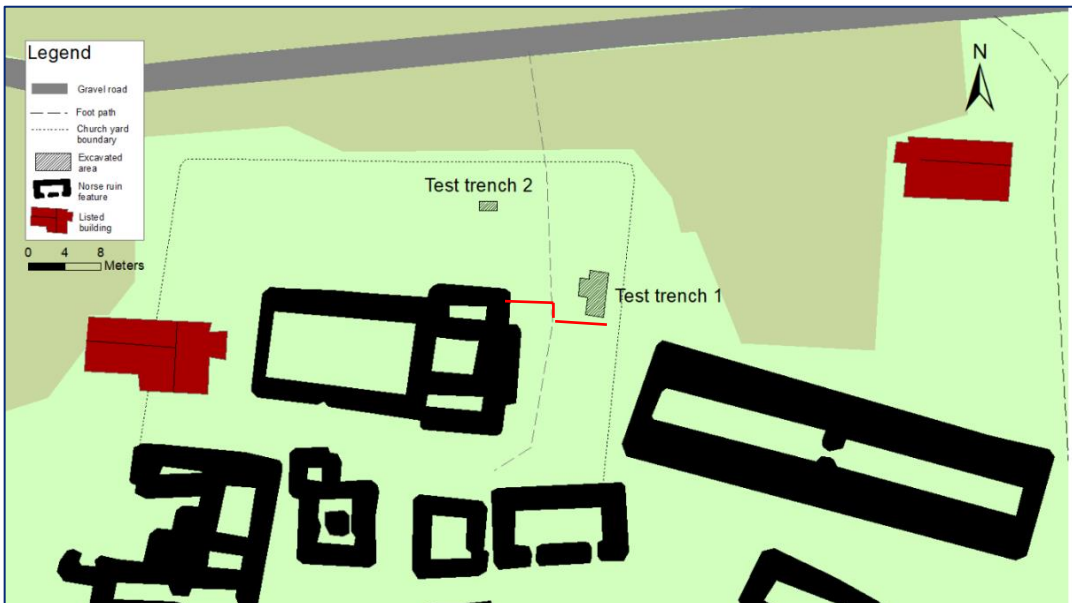 Legend
Gravel road
Foot path
Church yard
boundary
Excavated
area
Norse ruin
feature
Listed
building
0 4 8
Meters
N
Test trench 2
Test trench 1